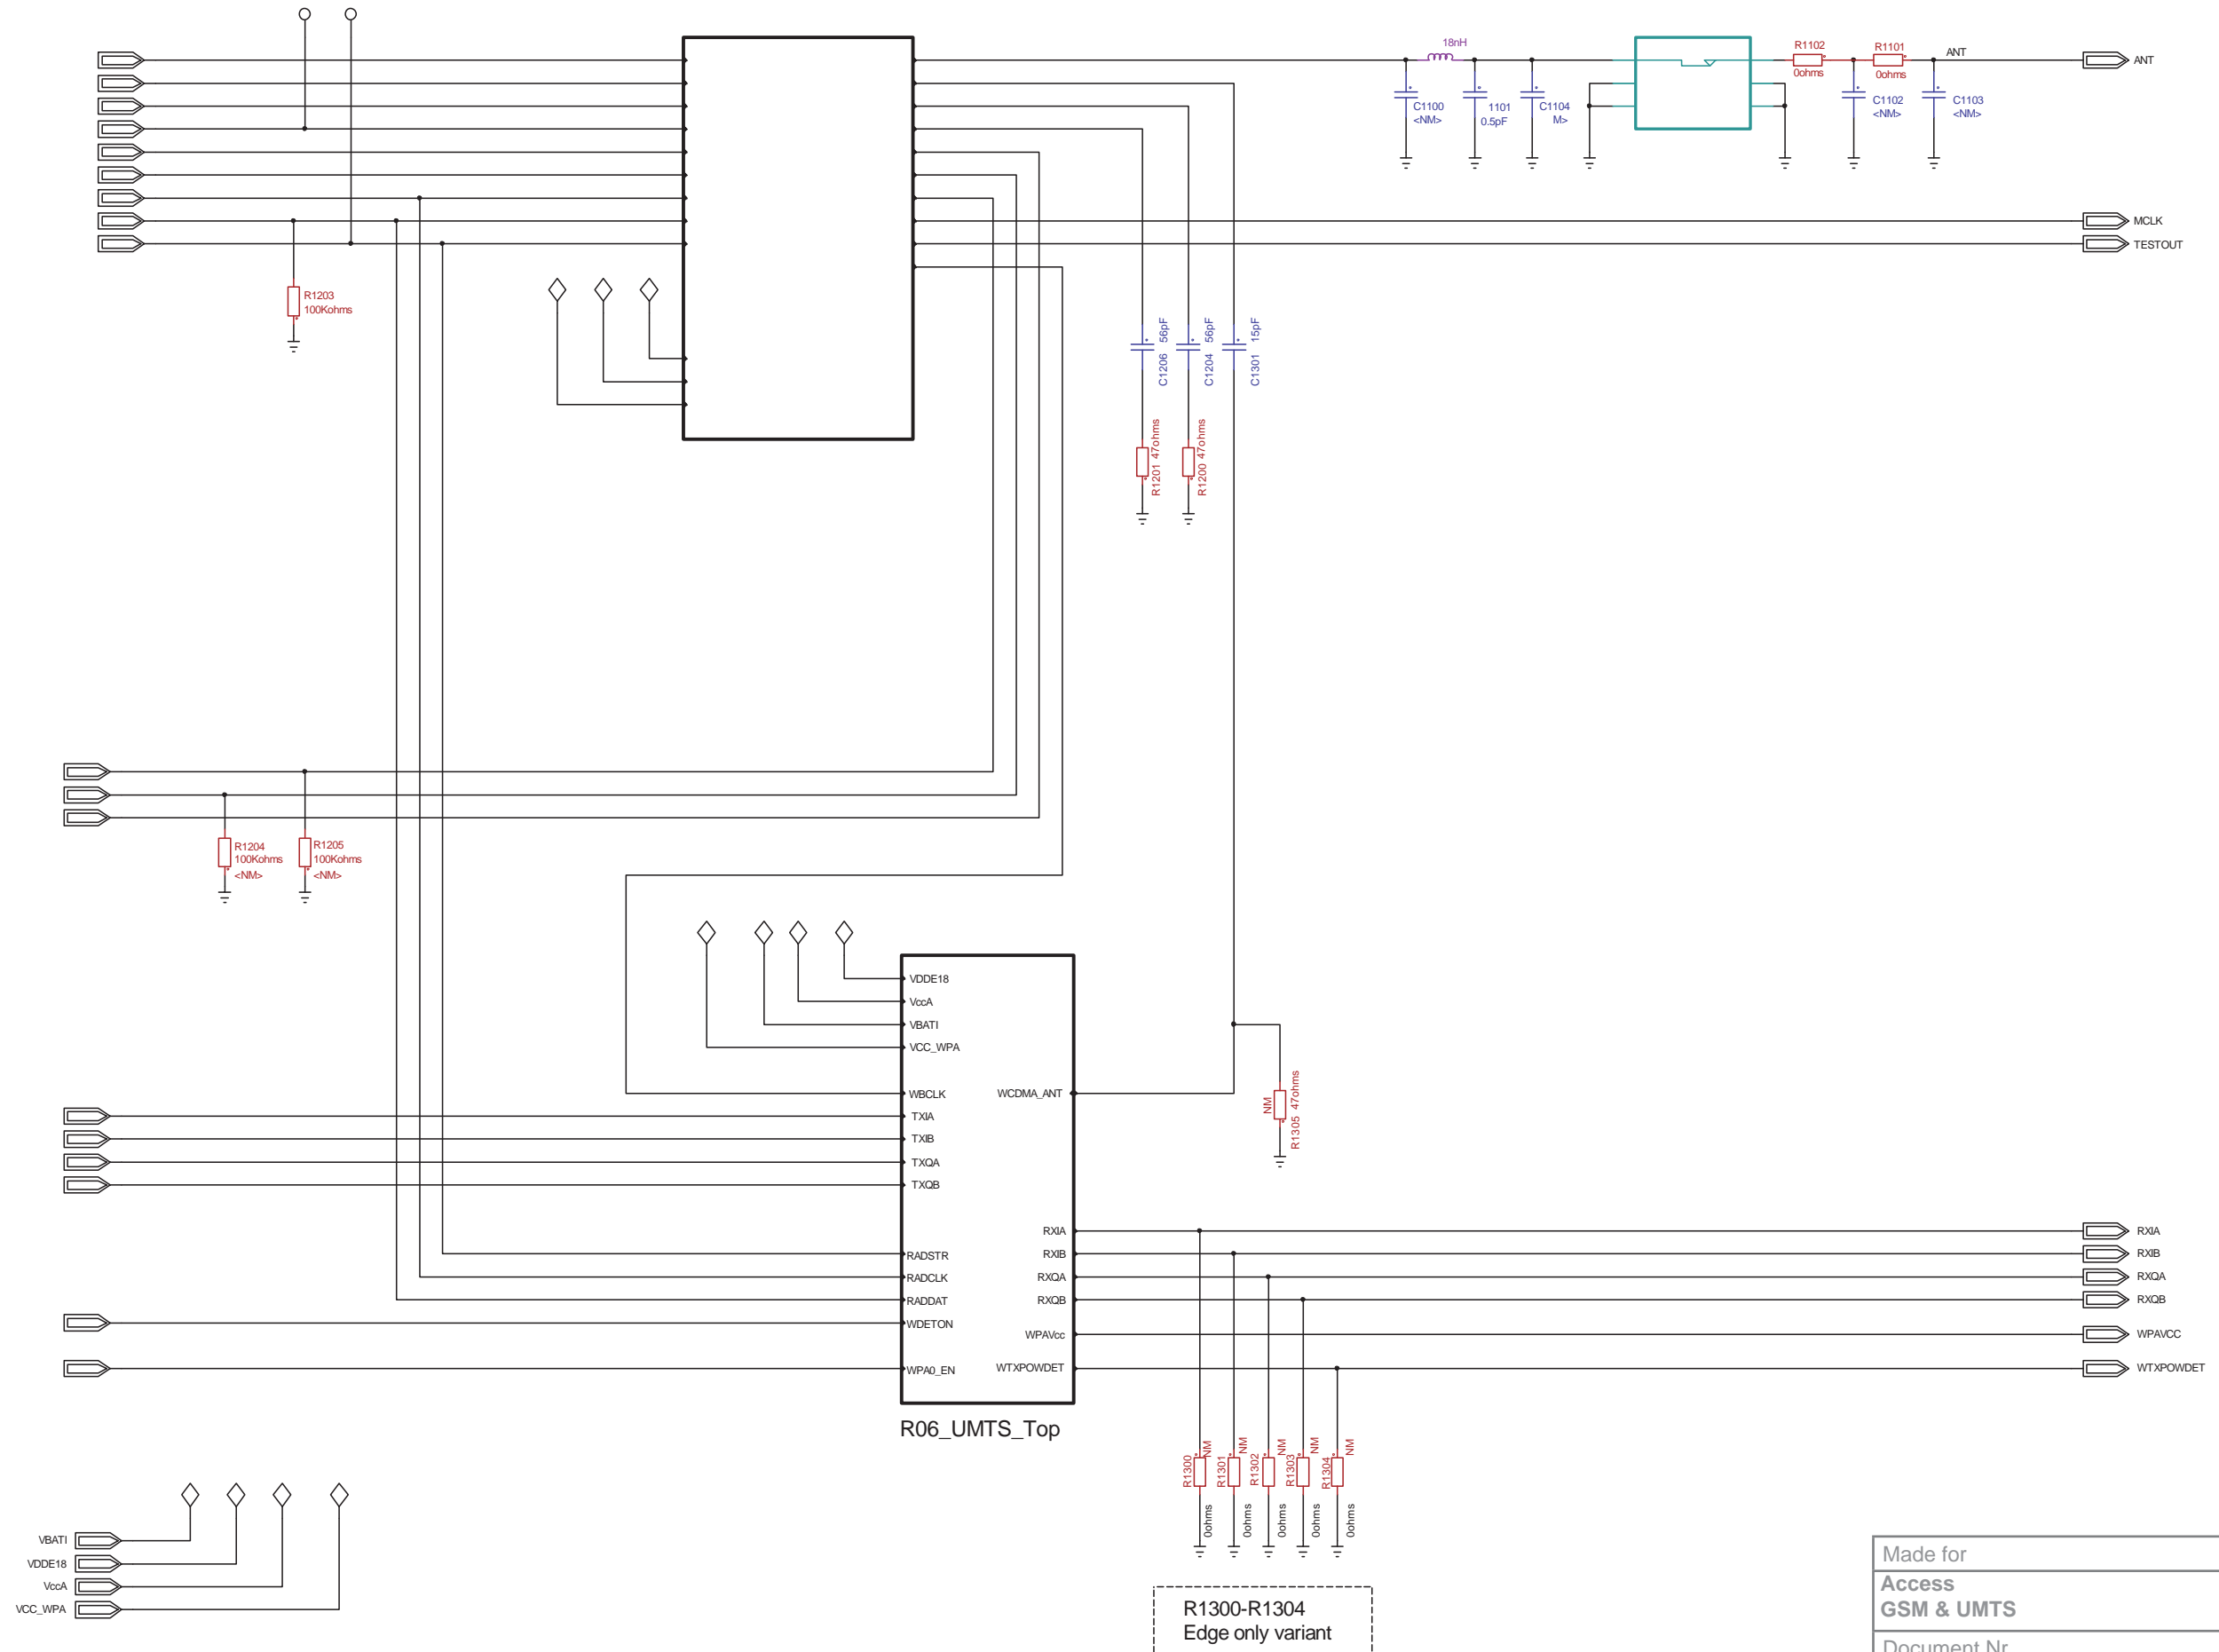 18nH
R1102
0ohms
R1101
0ohms
ANT
ANT
C1100
<NM>
1101
0.5pF
C1104
M>
C1102
<NM>
C1103
<NM>
MCLK
TESTOUT
R1203
100Kohms
C1206 56pF
C1204 56pF
C1301 15pF
R1201 47ohms
R1200 47ohms
R1204
100Kohms
<NM>
R1205
100Kohms
<NM>
VDDE18
VccA
VBATI
VCC_WPA
WBCLK
WCDMA_ANT
TXIA
TXIB
TXQA
TXQB
NM
R1305 47ohms
RADSTR
RADCLK
RADDAT
WDETON
WPA0_EN
RXIA
RXIB
RXQA
RXQB
WPAVcc
WTXPOWDET
RXIA
RXIB
RXQA
RXQB
WPAVCC
WTXPOWDET
R06_UMTS_Top
R1300
NM
0ohms
R1301
NM
0ohms
R1302
NM
0ohms
R1303
NM
0ohms
R1304
NM
0ohms
VBATI
VDDE18
VccA
VCC_WPA
R1300-R1304
Edge only variant
Made for
Access
GSM & UMTS
Document Nr